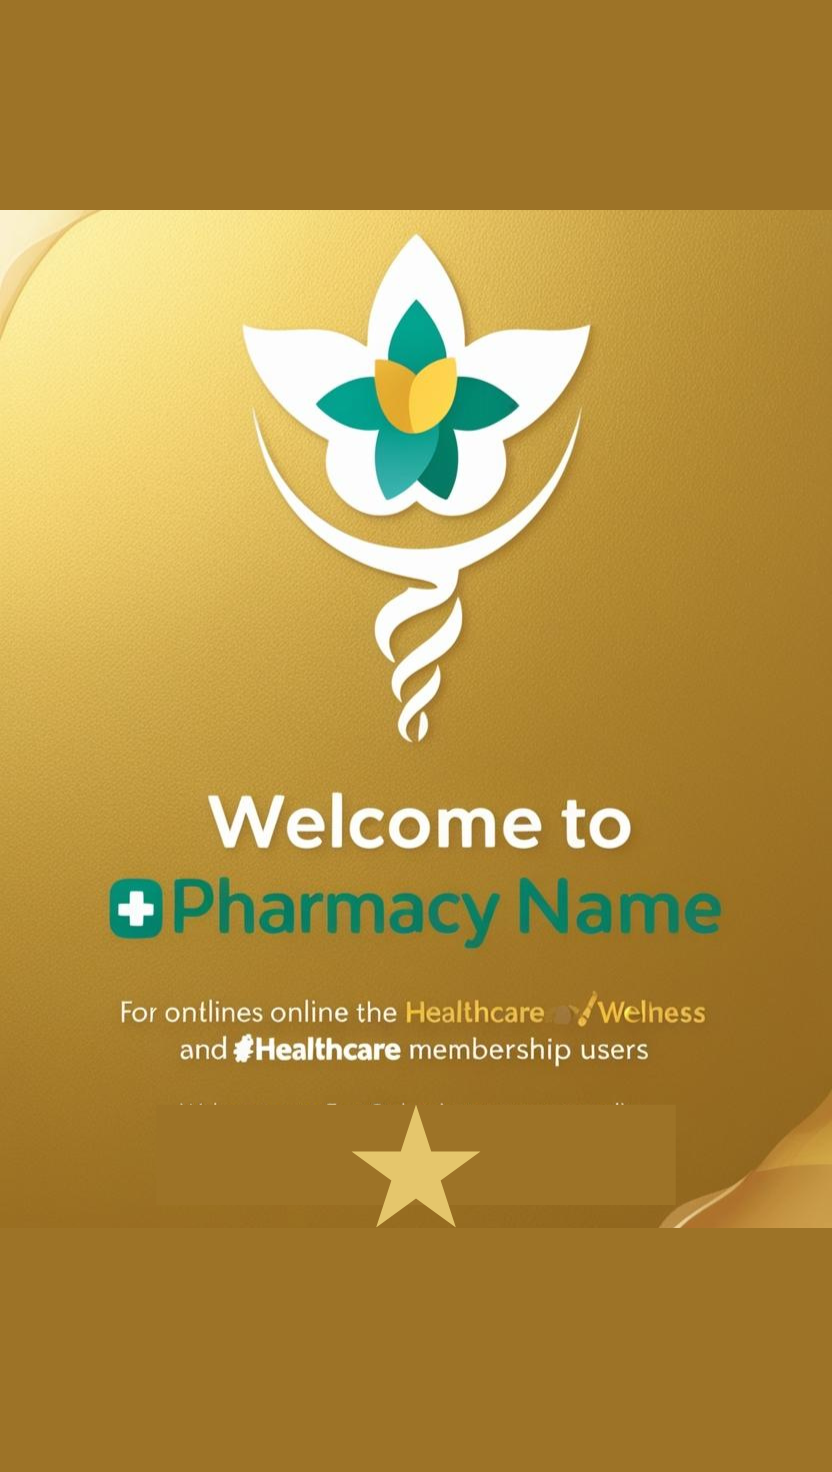 Welcome to
Pharmacy Name
For ontlines online the Healthcare /Welness
and #Healthcare membership users